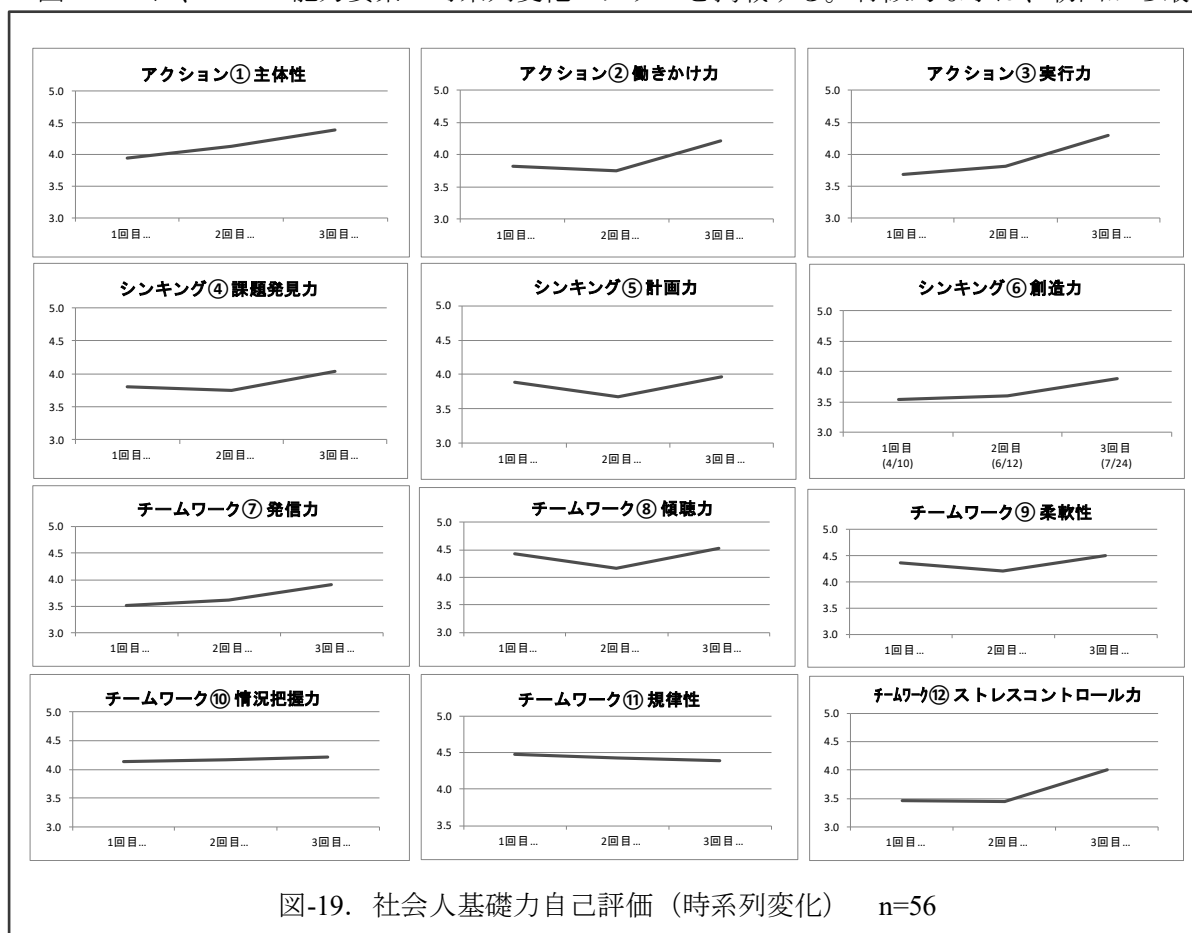 アクション① 主体性
5.0
4.5
4.0
3.5
3.0
1回目… 2回目… 3回目…
アクション② 働きかけ力
5.0
4.5
4.0
3.5
3.0
1回目… 2回目… 3回目…
アクション③ 実行力
5.0
4.5
4.0
3.5
3.0
1回目… 2回目… 3回目…
シンキング④ 課題発見力
5.0
4.5
4.0
3.5
3.0
1回目… 2回目… 3回目…
シンキング⑤ 計画力
5.0
4.5
4.0
3.5
3.0
1回目… 2回目… 3回目…
シンキング⑥ 創造力
5.0
4.5
4.0
3.5
3.0
1回目 2回目 3回目
(4/10) (6/12) (7/24)
チームワーク⑦ 発信力
5.0
4.5
4.0
3.5
3.0
1回目… 2回目… 3回目…
チームワーク⑧ 傾聴力
5.0
4.5
4.0
3.5
3.0
1回目… 2回目… 3回目…
チームワーク⑨ 柔軟性
5.0
4.5
4.0
3.5
3.0
1回目… 2回目… 3回目…
チームワーク⑩ 情況把握力
5.0
4.5
4.0
3.5
3.0
1回目… 2回目… 3回目…
チームワーク⑪ 規律性
5.0
4.5
4.0
3.5
1回目… 2回目… 3回目…
ﾁｰﾑﾜｰｸ⑫ ストレスコントロール力
5.0
4.5
4.0
3.5
3.0
1回目… 2回目… 3回目…
図-19. 社会人基礎力自己評価（時系列変化） n=56